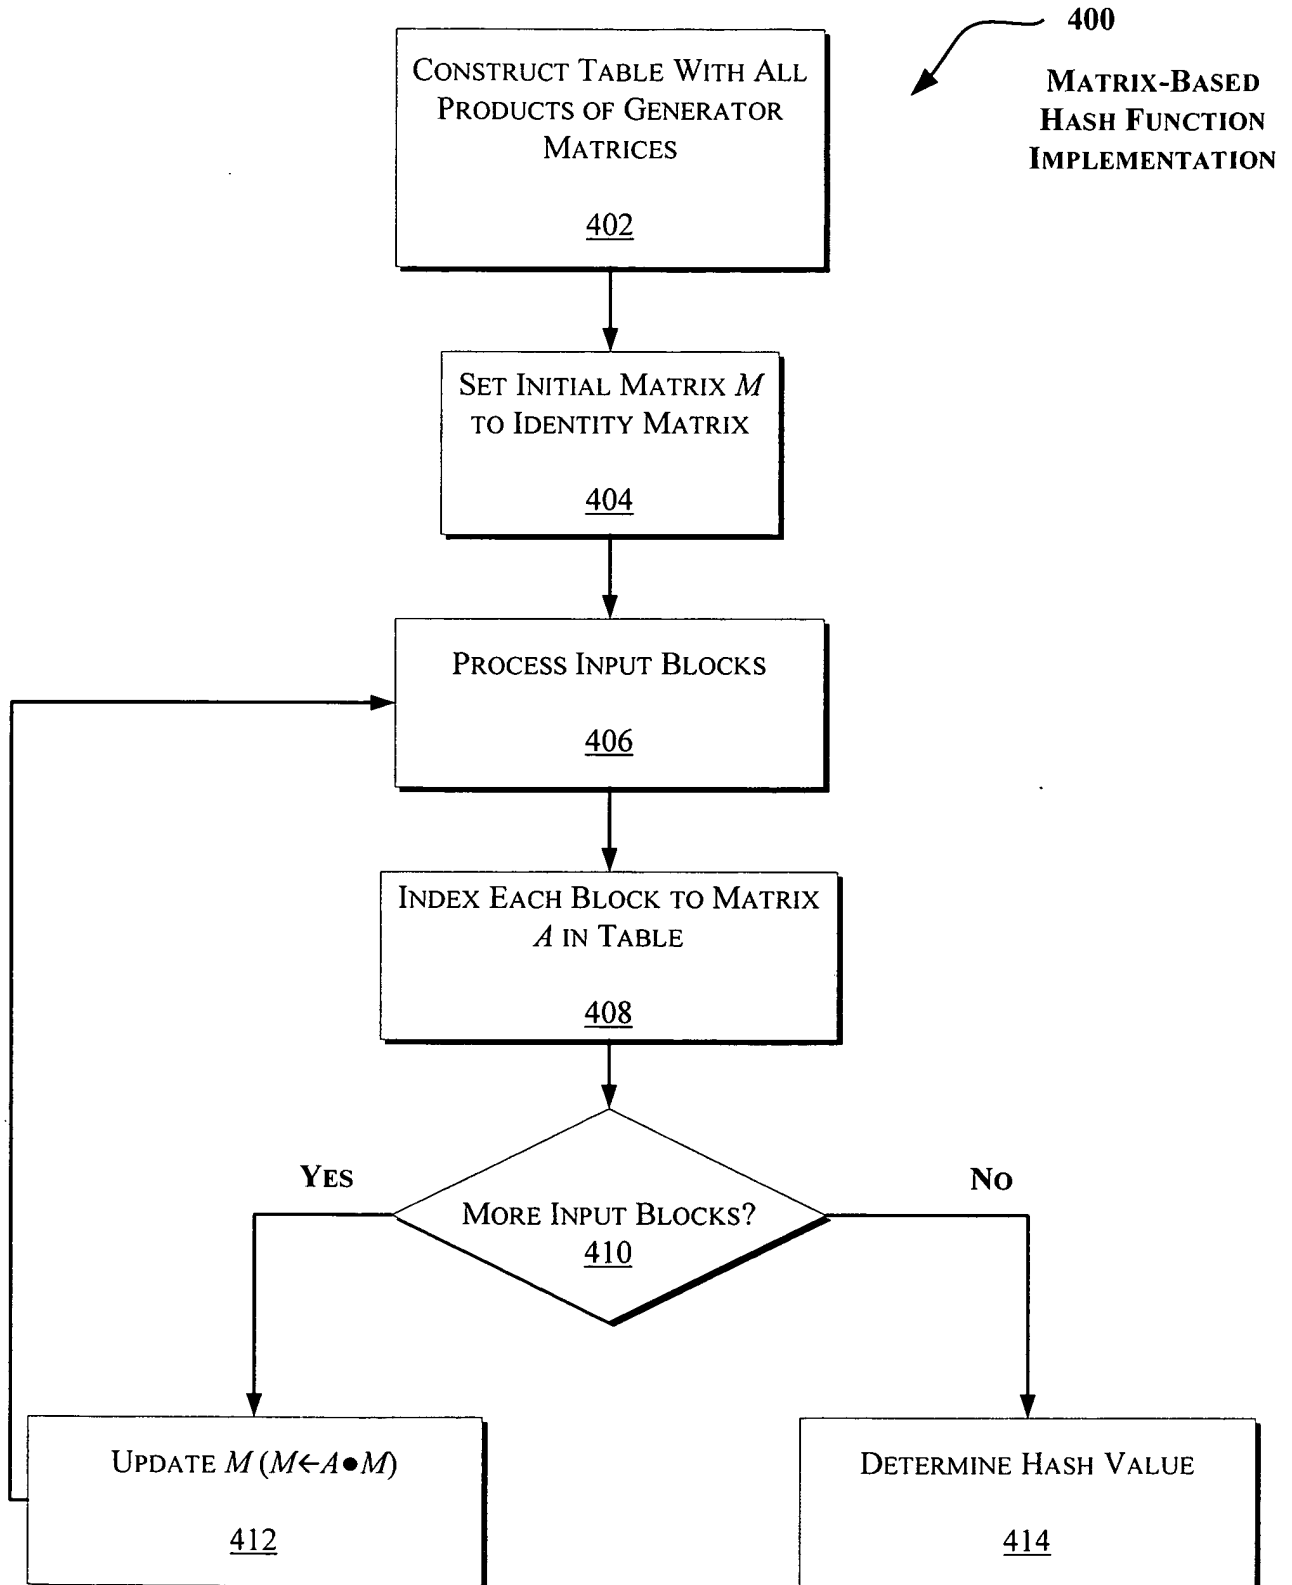 400
MATRIX-BASED
HASH FUNCTION
IMPLEMENTATION
CONSTRUCT TABLE WITH ALL
PRODUCTS OF GENERATOR
MATRICES
402
SET INITIAL MATRIX M
TO IDENTITY MATRIX
404
PROCESS INPUT BLOCKS
406
INDEX EACH BLOCK TO MATRIX
A IN TABLE
408
MORE INPUT BLOCKS?
410
YES
NO
UPDATE M (M←A●M)
412
DETERMINE HASH VALUE
414